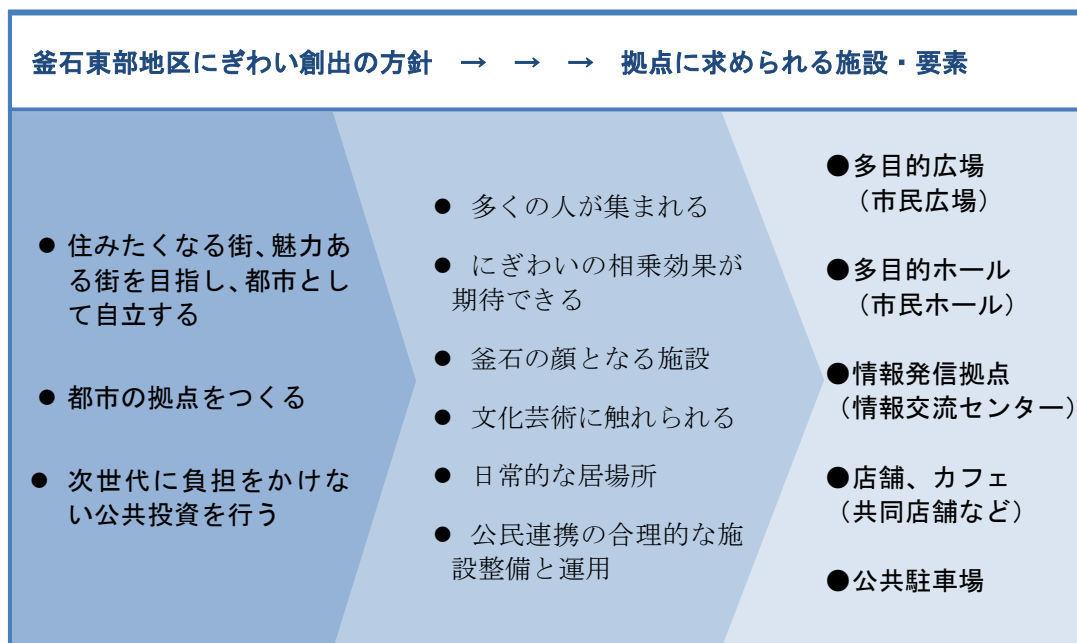 釜石東部地区にぎわい創出の方針　→　→　→　拠点に求められる施設・要素
● 住みたくなる街、魅力あ
る街を目指し、都市とし
て自立する
● 都市の拠点をつくる
● 次世代に負担をかけな
い公共投資を行う
● 多くの人が集まれる
● にぎわいの相乗効果が
期待できる
● 釜石の顔となる施設
● 文化芸術に触れられる
● 日常的な居場所
● 公民連携の合理的な施
設整備と運用
●多目的広場
（市民広場）
●多目的ホール
（市民ホール）
●情報発信拠点
（情報交流センター）
●店舗、カフェ
（共同店舗など）
●公共駐車場